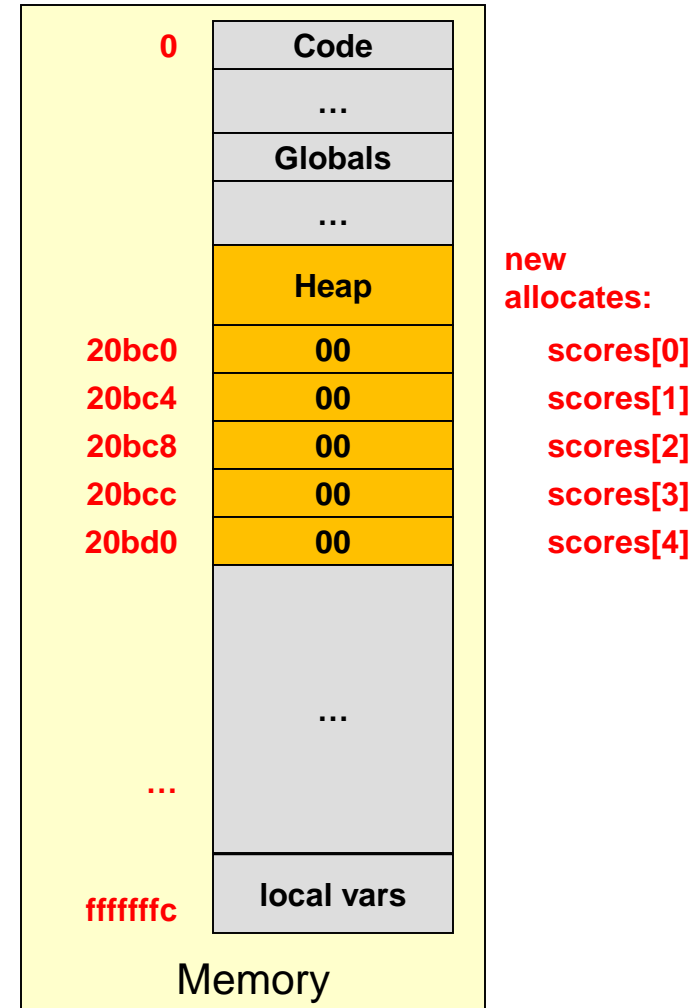 0 Code
…
Globals
…
Heap
new
allocates:
20bc0 00 scores[0]
20bc4 00 scores[1]
20bc8 00 scores[2]
20bcc 00 scores[3]
20bd0 00 scores[4]
…
…
fffffffc local vars
Memory